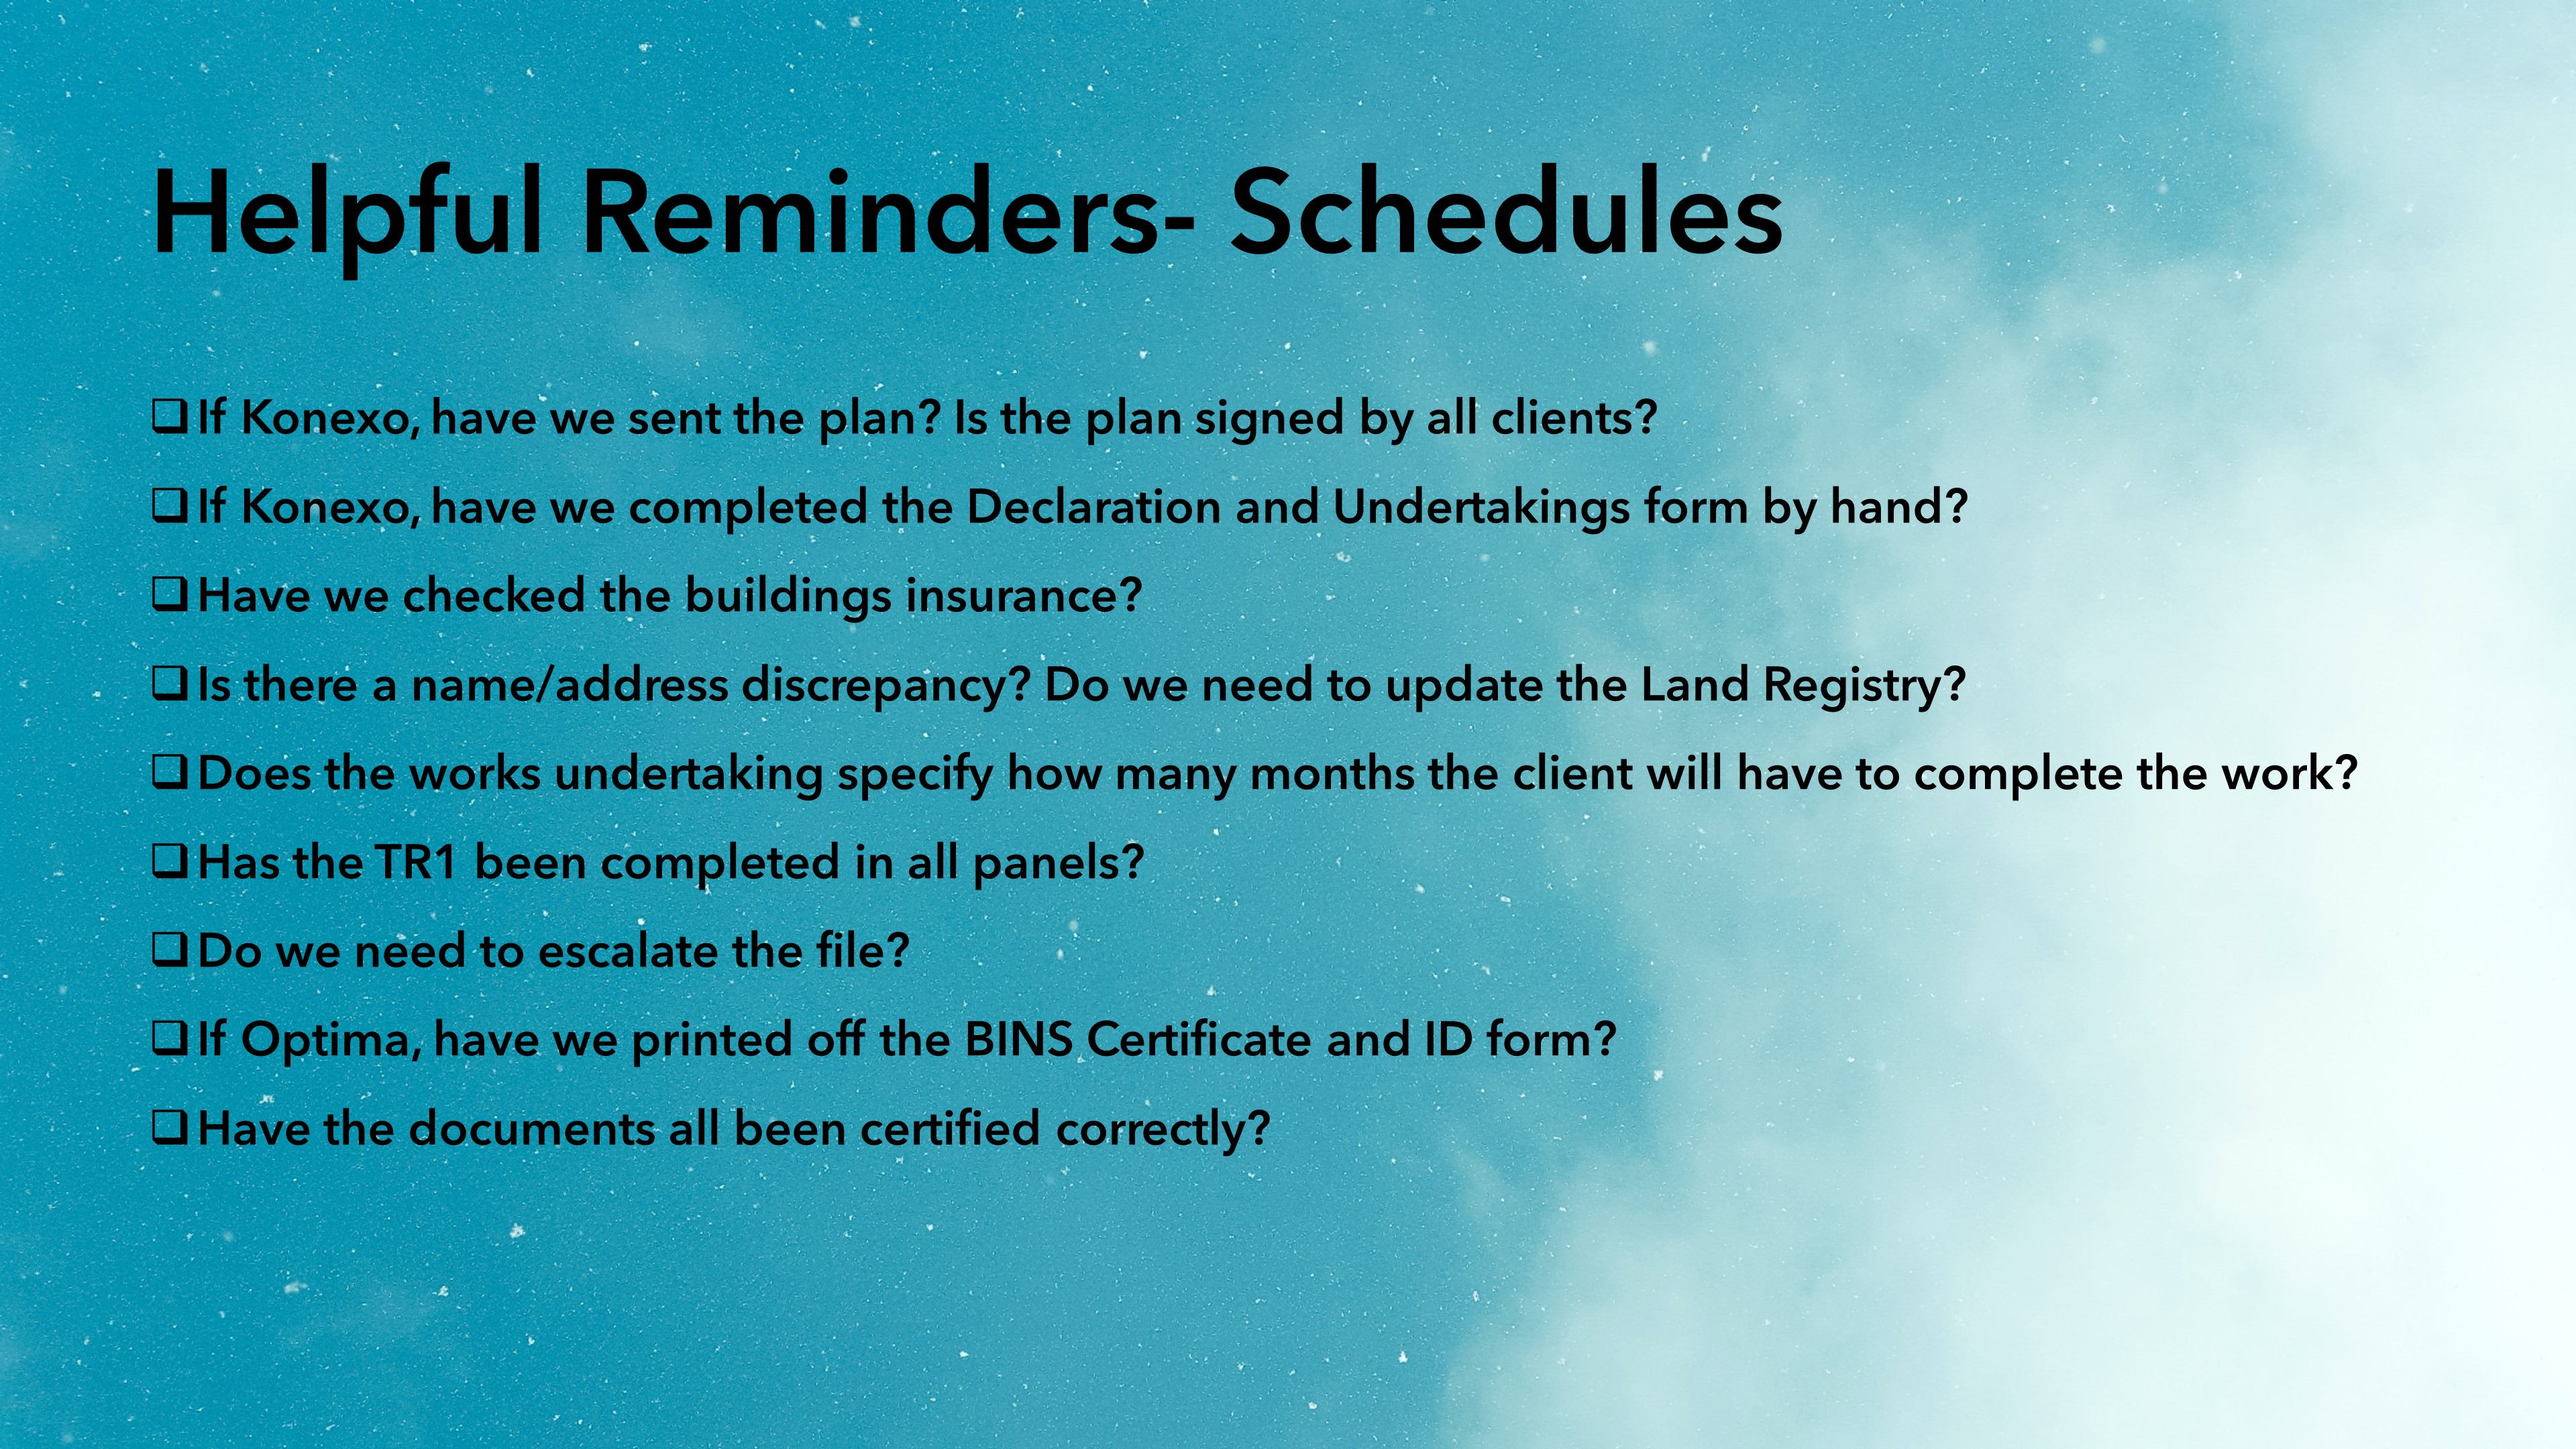 Helpful Reminders- Schedules
❑ If Konexo, have we sent the plan? Is the plan signed by all clients?
❑ If Konexo, have we completed the Declaration and Undertakings form by hand?
❑ Have we checked the buildings insurance?
❑ Is there a name/address discrepancy? Do we need to update the Land Registry?
❑ Does the works undertaking specify how many months the client will have to complete the work?
❑ Has the TR1 been completed in all panels?
❑ Do we need to escalate the file?
❑ If Optima, have we printed off the BINS Certificate and ID form?
❑ Have the documents all been certified correctly?